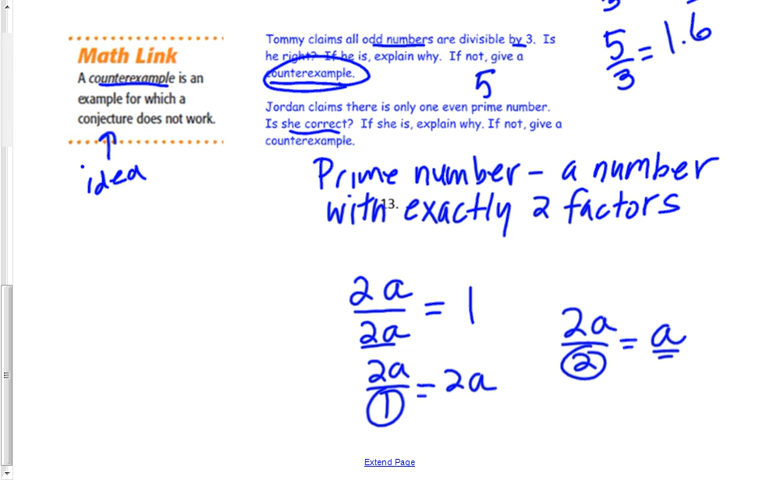 Math Link
A counterexample is an
example for which a
conjecture does not work.
idea
Tommy claims all odd numbers are divisible by 3. Is
he right? If he is, explain why. If not, give a
counterexample.
5
5/3 = 1.6
Jordan claims there is only one even prime number.
Is she correct? If she is, explain why. If not, give a
counterexample.
Prime number - a number
with exactly 2 factors
13.
2a/2a = 1
2a/1 = 2a
2a/2 = a
Extend Page